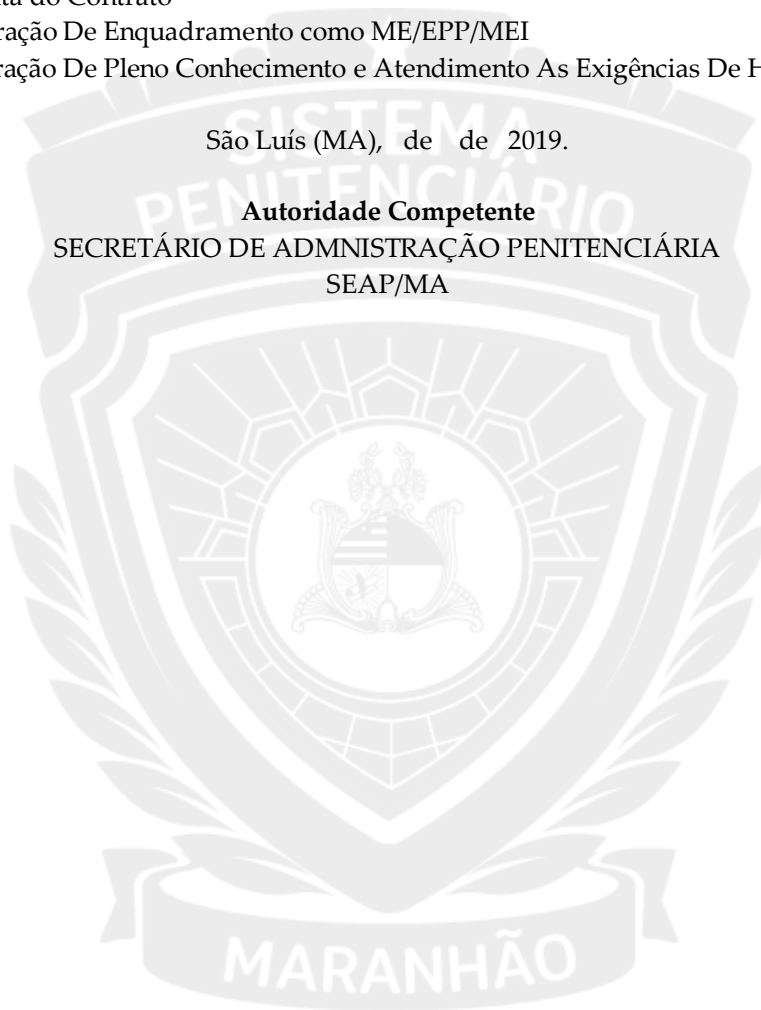 ta do Contrato
ração De Enquadramento como ME/EPP/MEI
ração De Pleno Conhecimento e Atendimento As Exigências De H
São Luís (MA), de de 2019.
Autoridade Competente
SECRETÁRIO DE ADMNISTRAÇÃO PENITENCIÁRIA
SEAP/MA
SISTEMA
PENITENCIÁRIO
MARANHÃO